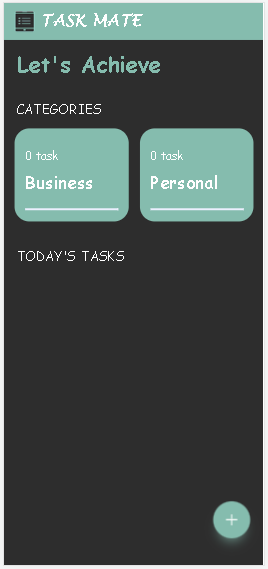 TASK MATE
Let's Achieve
CATEGORIES
0 task
Business
0 task
Personal
TODAY'S TASKS
+